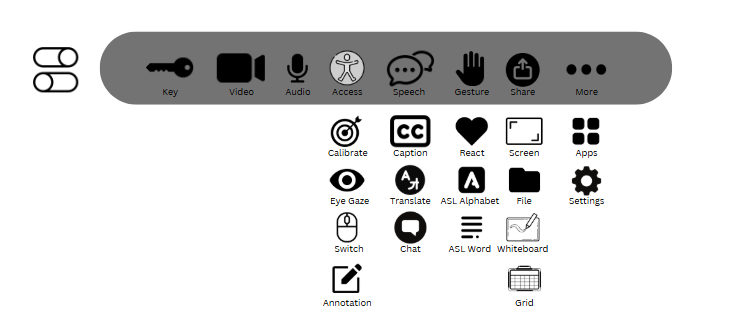 Key Video Audio Access Speech Gesture Share More
CC
Calibrate Caption React Screen Apps
A
A
Eye Gaze Translate ASL Alphabet File Settings
Switch Chat ASL Word Whiteboard
Annotation Grid